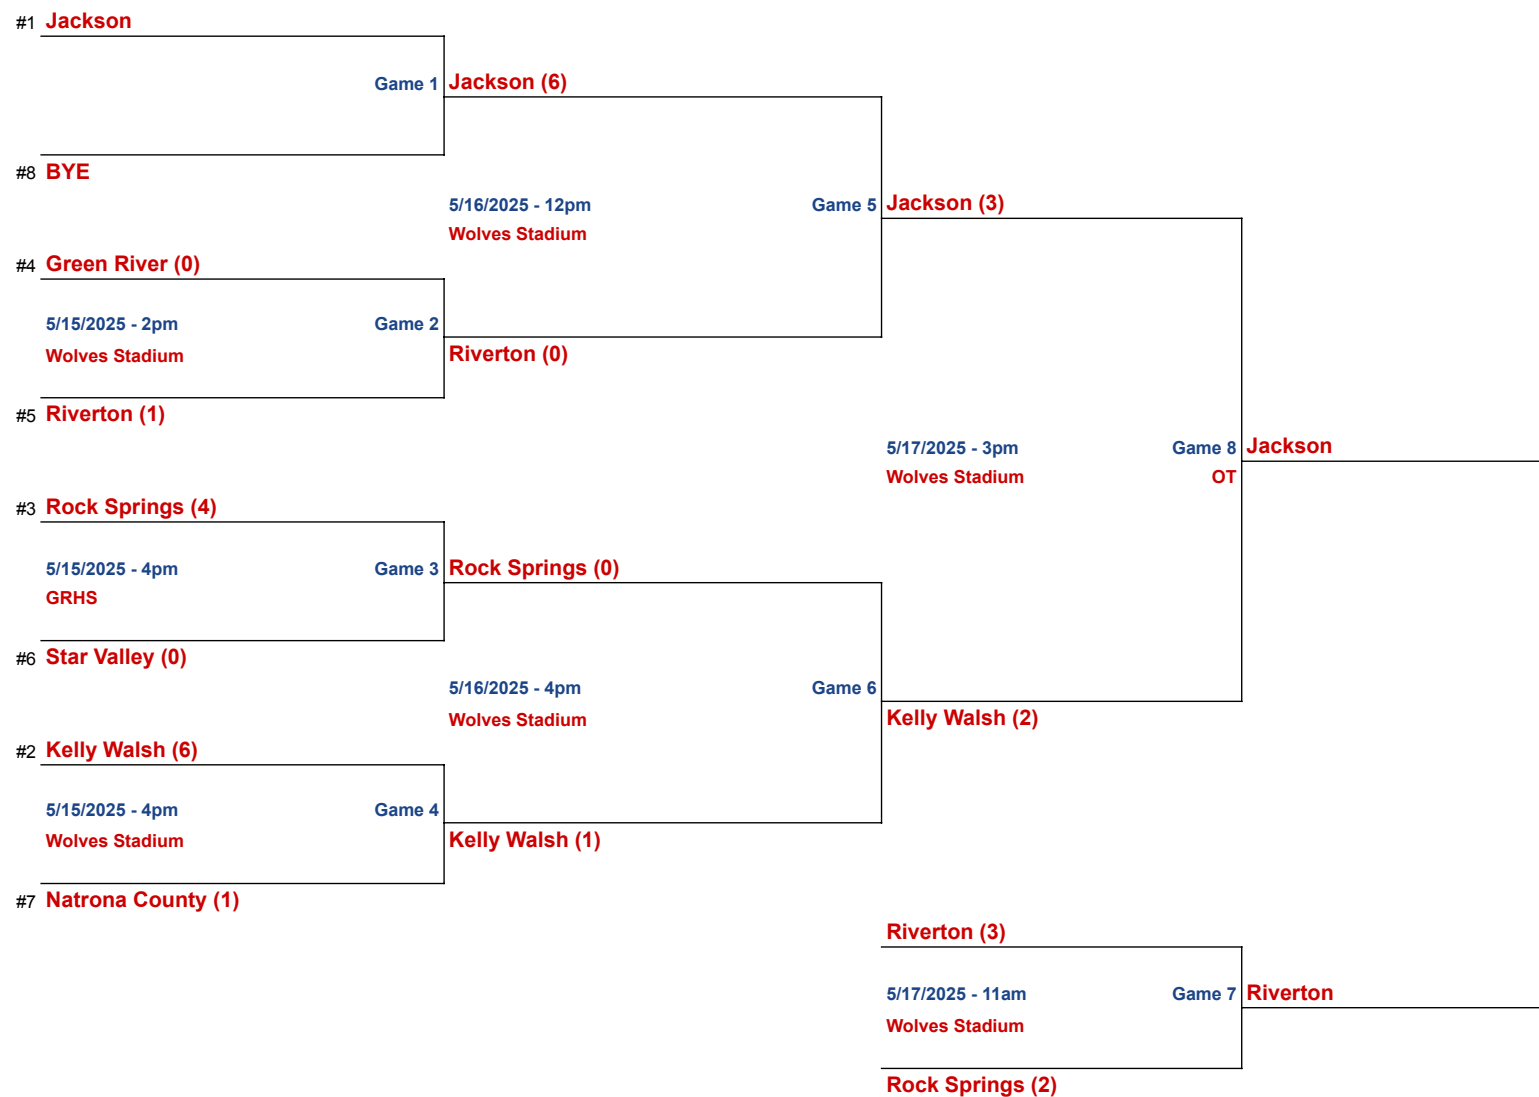 #1 Jackson
Game 1 Jackson (6)
#8 BYE
5/16/2025 - 12pm Game 5 Jackson (3)
Wolves Stadium
#4 Green River (0)
5/15/2025 - 2pm Game 2
Wolves Stadium Riverton (0)
#5 Riverton (1)
5/17/2025 - 3pm Game 8 Jackson
Wolves Stadium OT
#3 Rock Springs (4)
5/15/2025 - 4pm Game 3 Rock Springs (0)
GRHS
#6 Star Valley (0)
5/16/2025 - 4pm Game 6
Wolves Stadium Kelly Walsh (2)
#2 Kelly Walsh (6)
5/15/2025 - 4pm Game 4
Wolves Stadium Kelly Walsh (1)
#7 Natrona County (1)
Riverton (3)
5/17/2025 - 11am Game 7 Riverton
Wolves Stadium
Rock Springs (2)